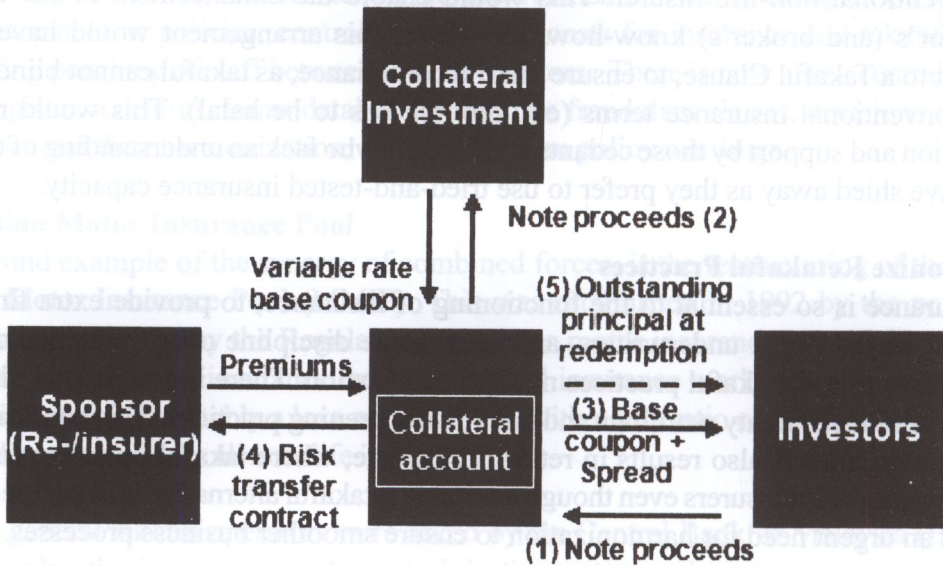 Collateral
Investment
Note proceeds (2)
Variable rate
base coupon
(5) Outstanding
principal at
redemption
Premiums
Sponsor
(Re-/insurer)
(4) Risk
transfer
contract
Collateral
account
(3) Base
coupon +
Spread
Investors
(1) Note proceeds